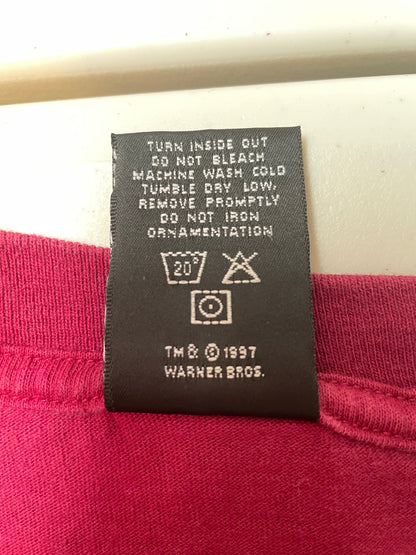 TURN INSIDE OUT
DO NOT BLEACH
MACHINE WASH COLD
TUMBLE DRY LOW,
REMOVE PROMPTLY
DO NOT IRON
ORNAMENTATION
20°
TM & © 1997
WARNER BROS.